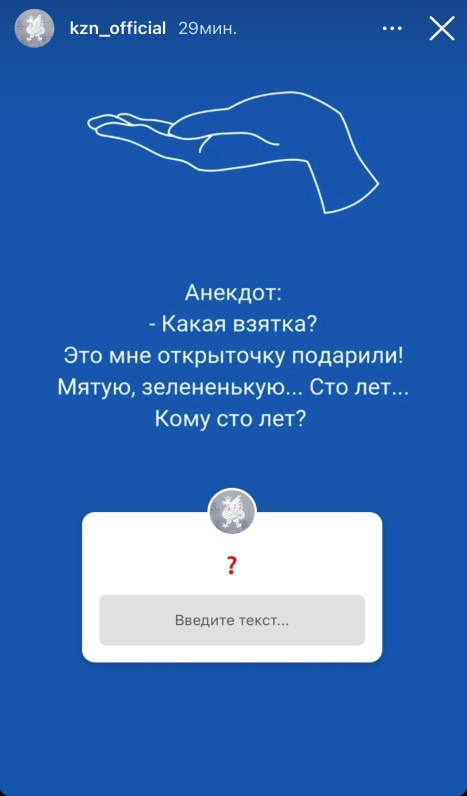 kzn_official 29мин.
Анекдот:
- Какая взятка?
Это мне открыточку подарили!
Мятую, зелененькую... Сто лет...
Кому сто лет?
?
Введите текст...